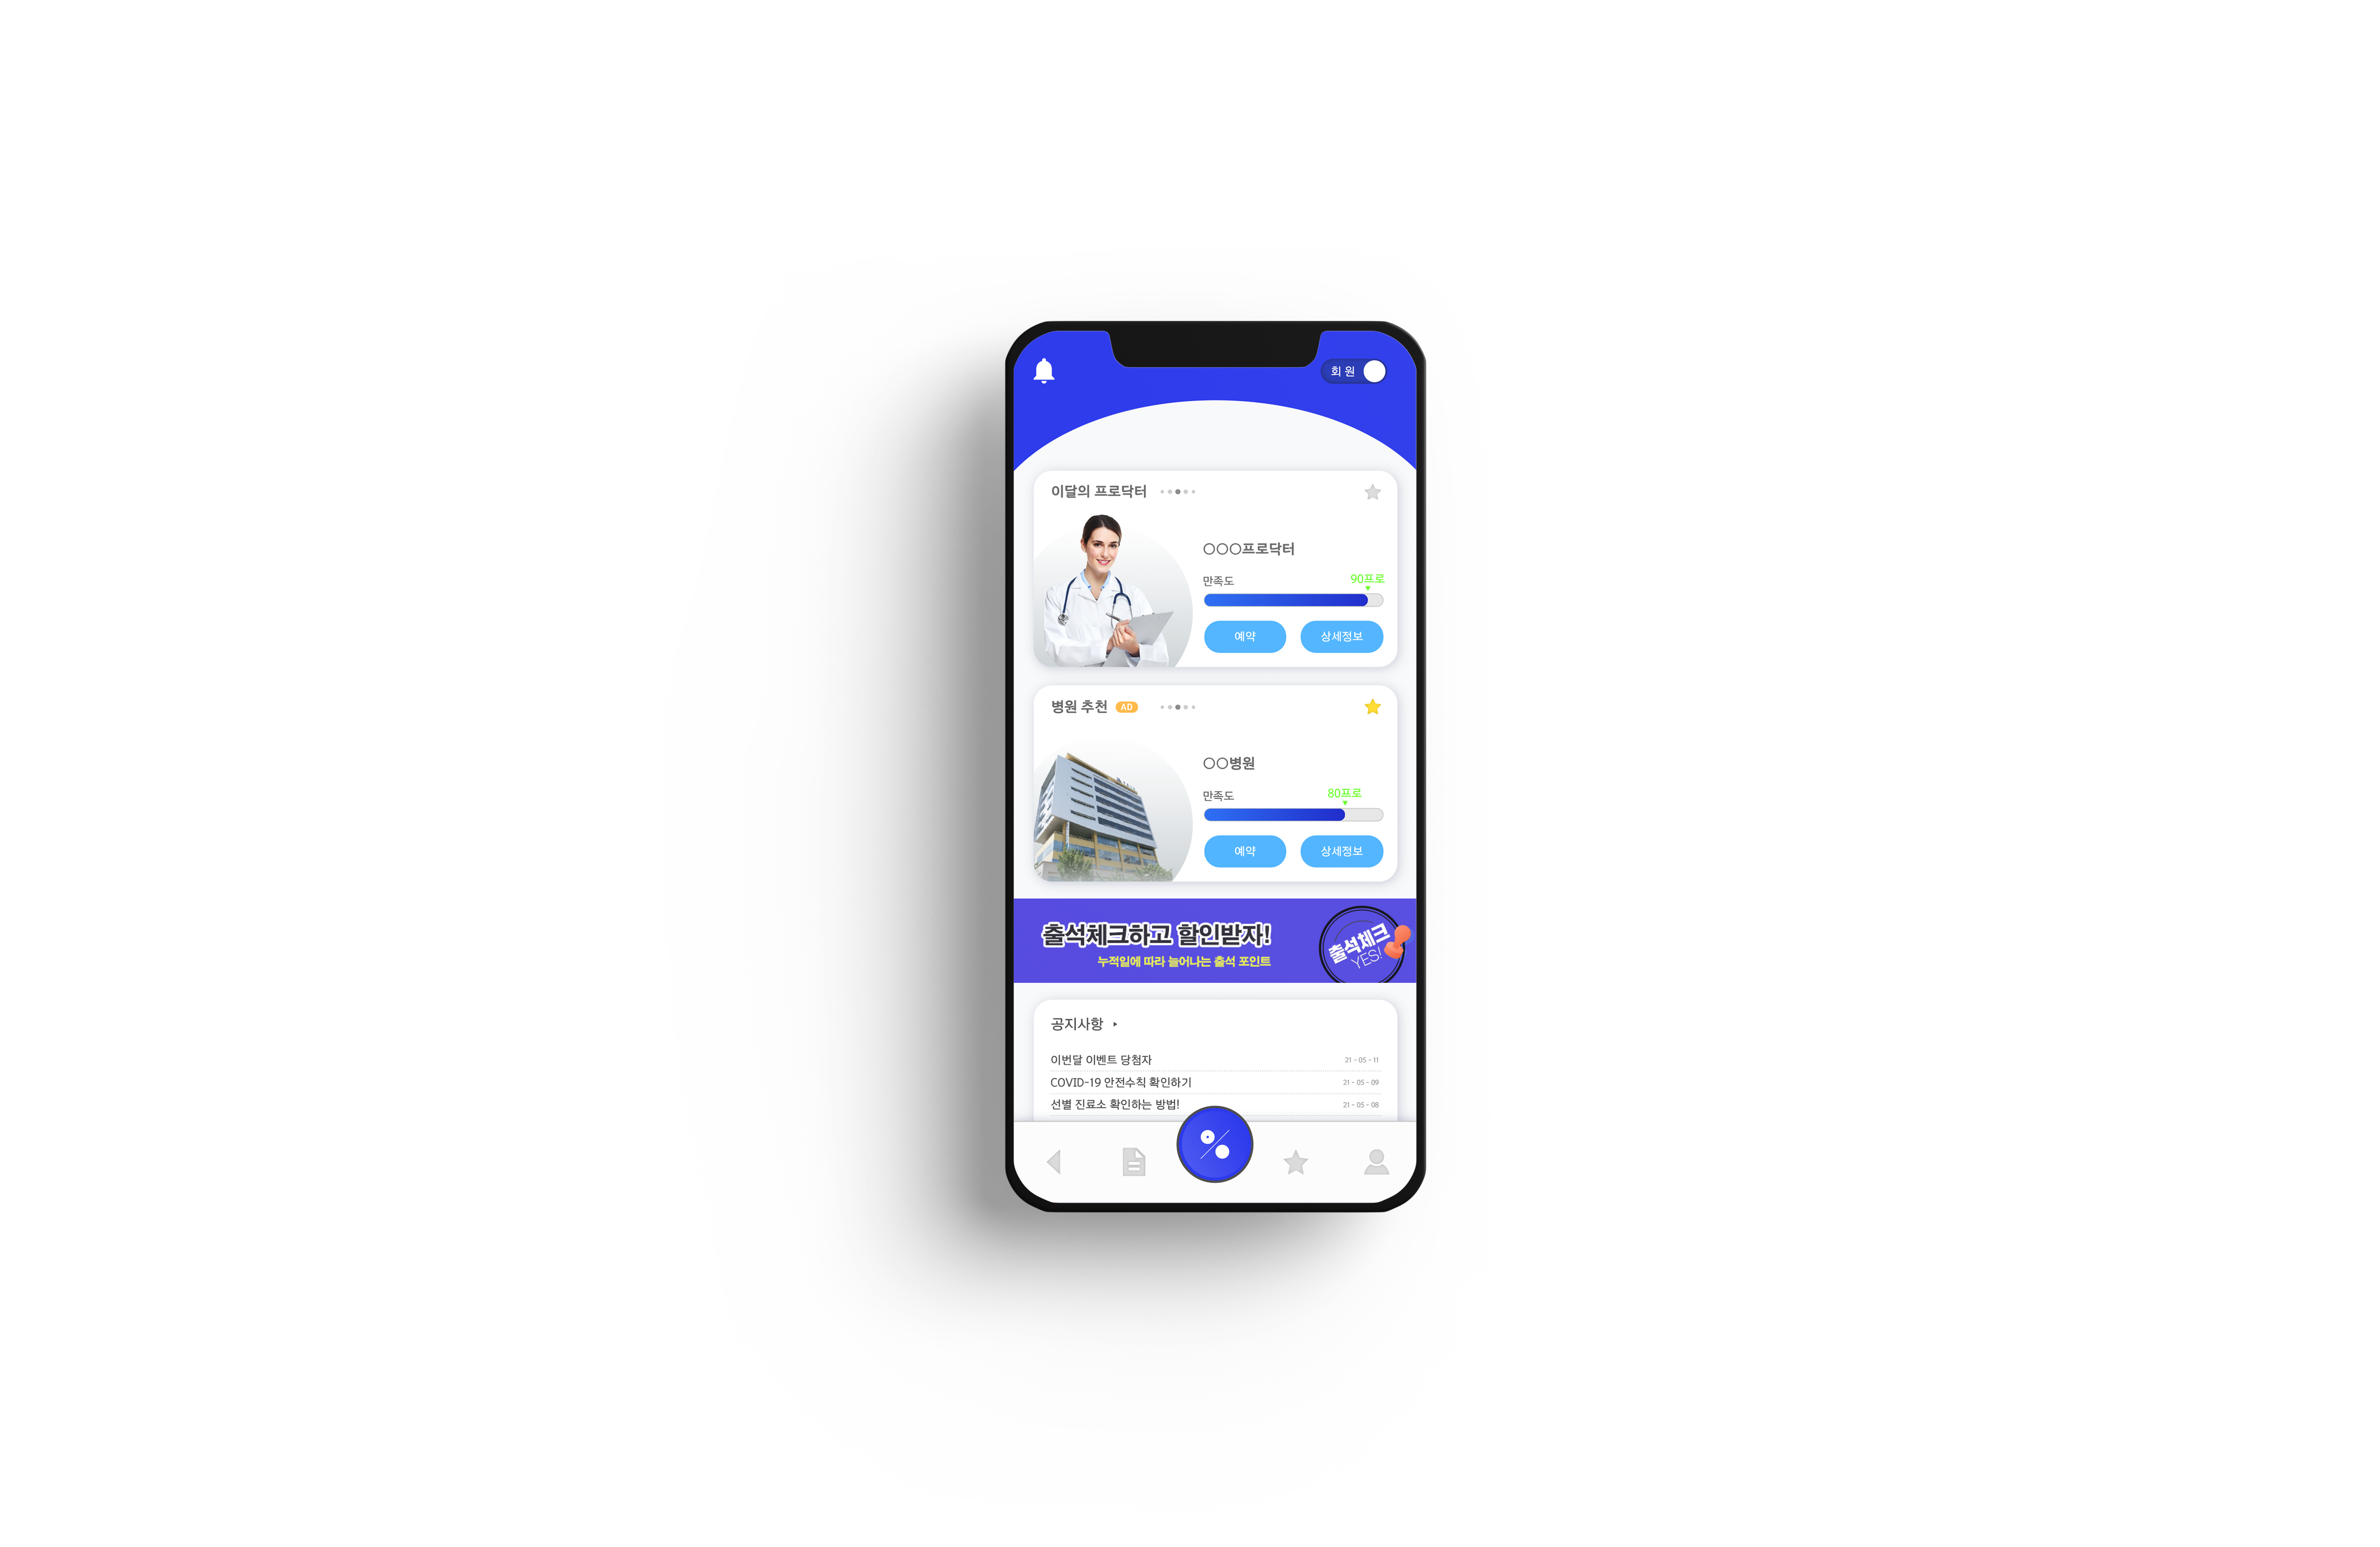 회 원
이달의 프로닥터
○○○프로닥터
만족도
90프로
예약
상세정보
병원 추천
AD
○○병원
만족도
80프로
예약
상세정보
출석체크하고 할인받자!
누적일에 따라 늘어나는 출석 포인트
출석체크
YES!
공지사항
이번달 이벤트 당첨자
21 - 05 - 11
COVID-19 안전수칙 확인하기
21 - 05 - 09
선별 진료소 확인하는 방법!
21 - 05 - 08